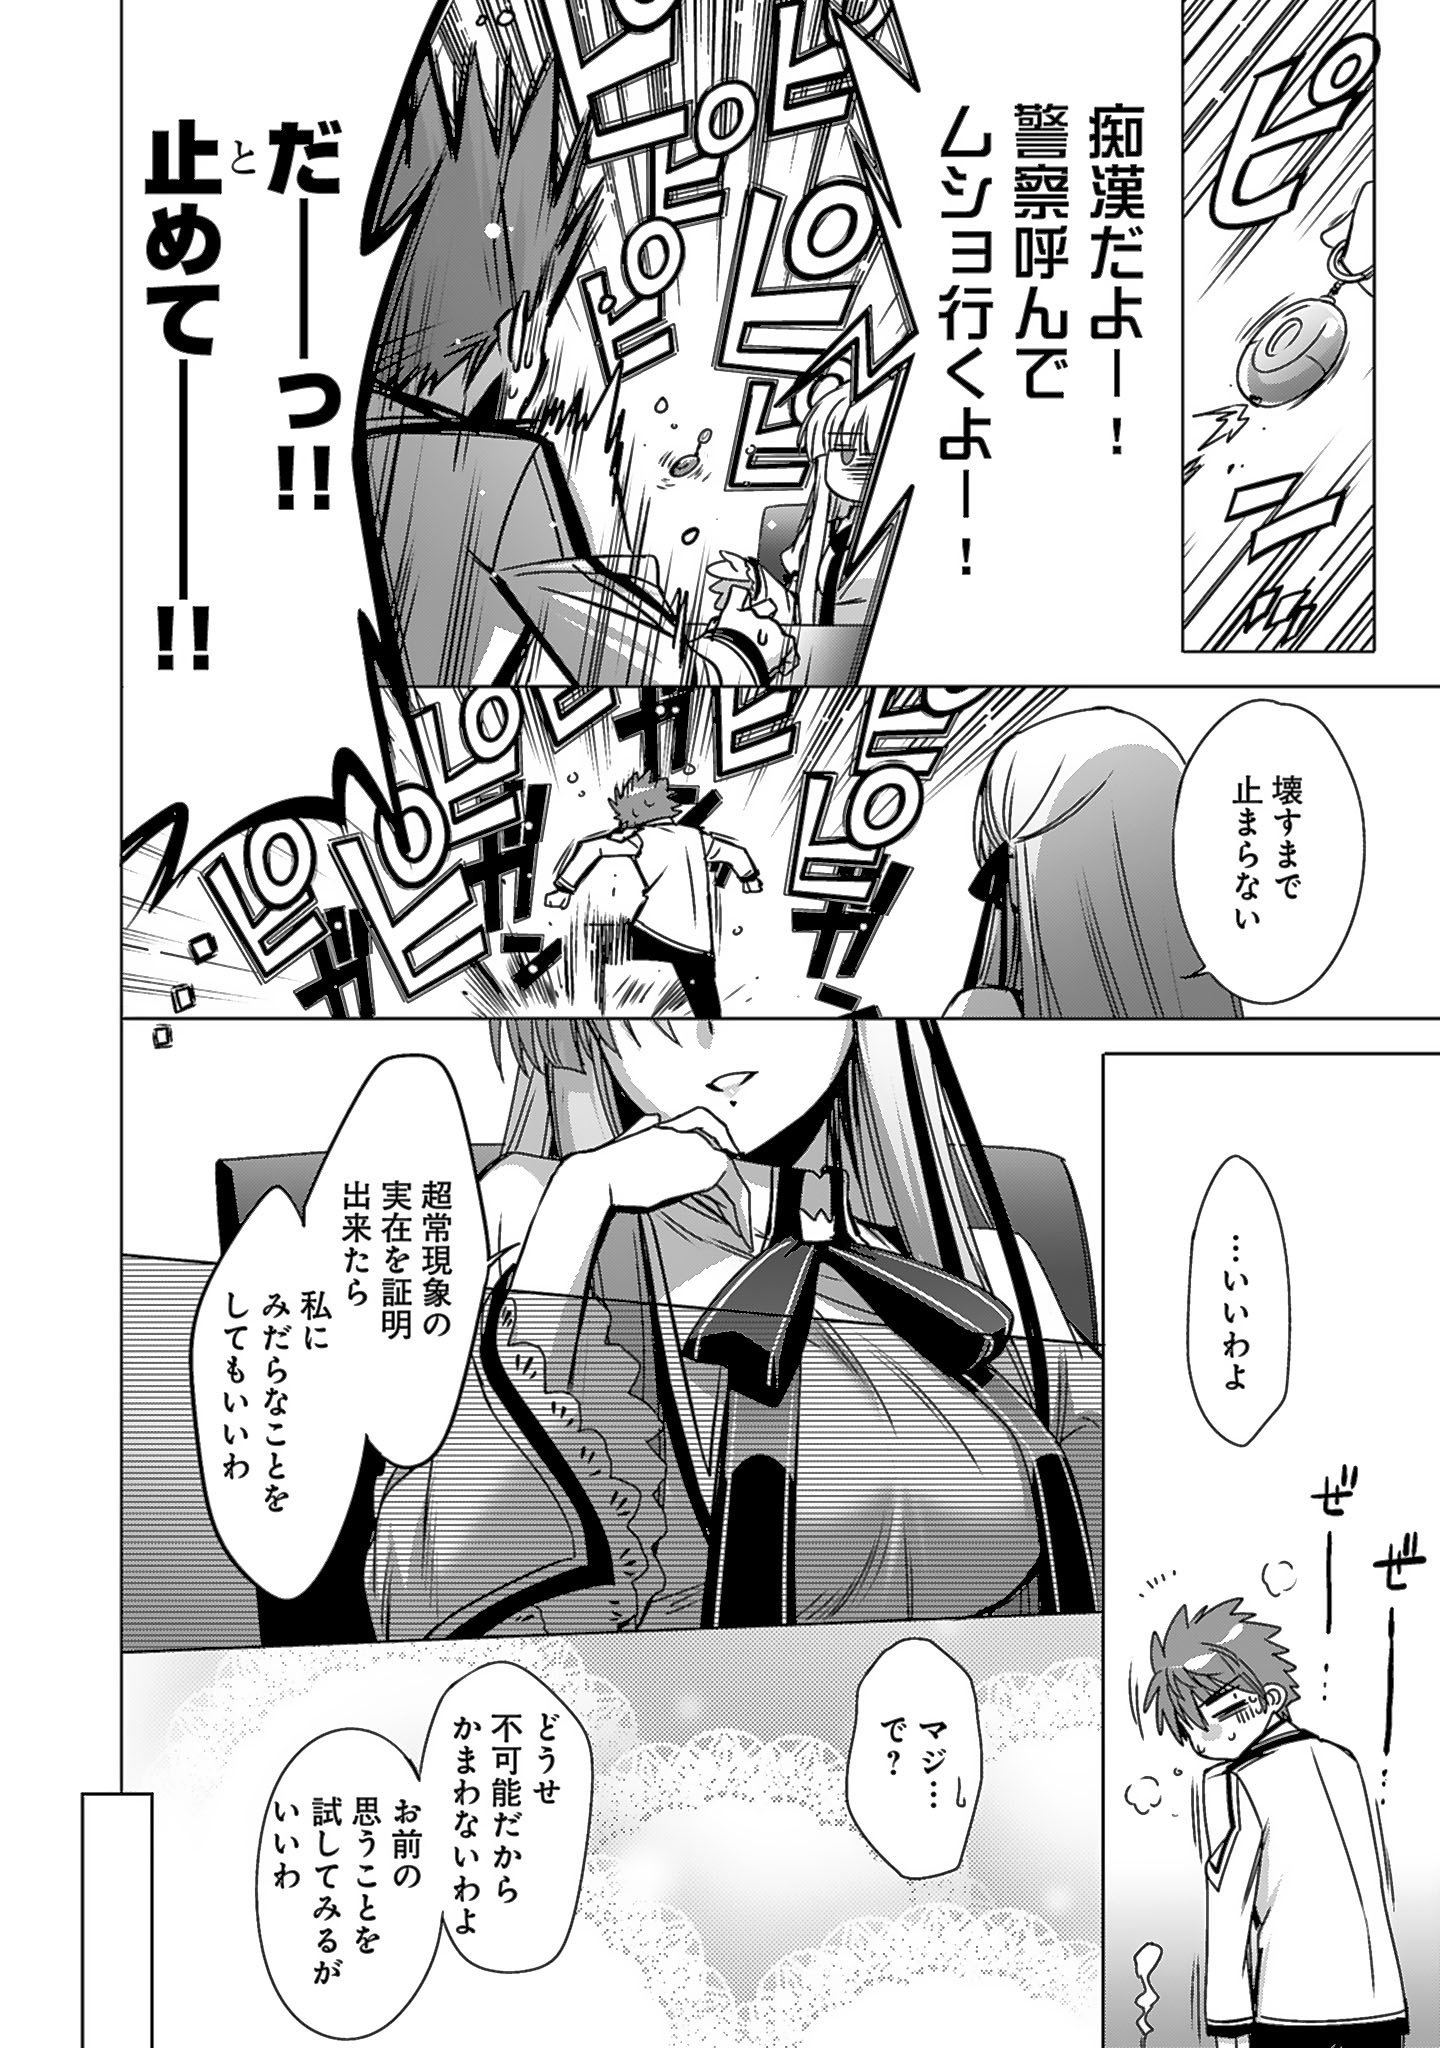 ピーッ
痴漢だよー！
警察呼んで
ムショ行くよー！
ピピピピピピピ
だーーっ!!
止めて———!!
と
壊すまで
止まらない
ピピピピピピピ
ガンガンガン
…いいわよ
ぜーー
ぜーー
超常現象の
実在を証明
出来たら
私に
みだらなことを
してもいいわ
マジ…
で？
どうせ
不可能だから
かまわないわよ
お前の
思うことを
試してみるが
いいわ